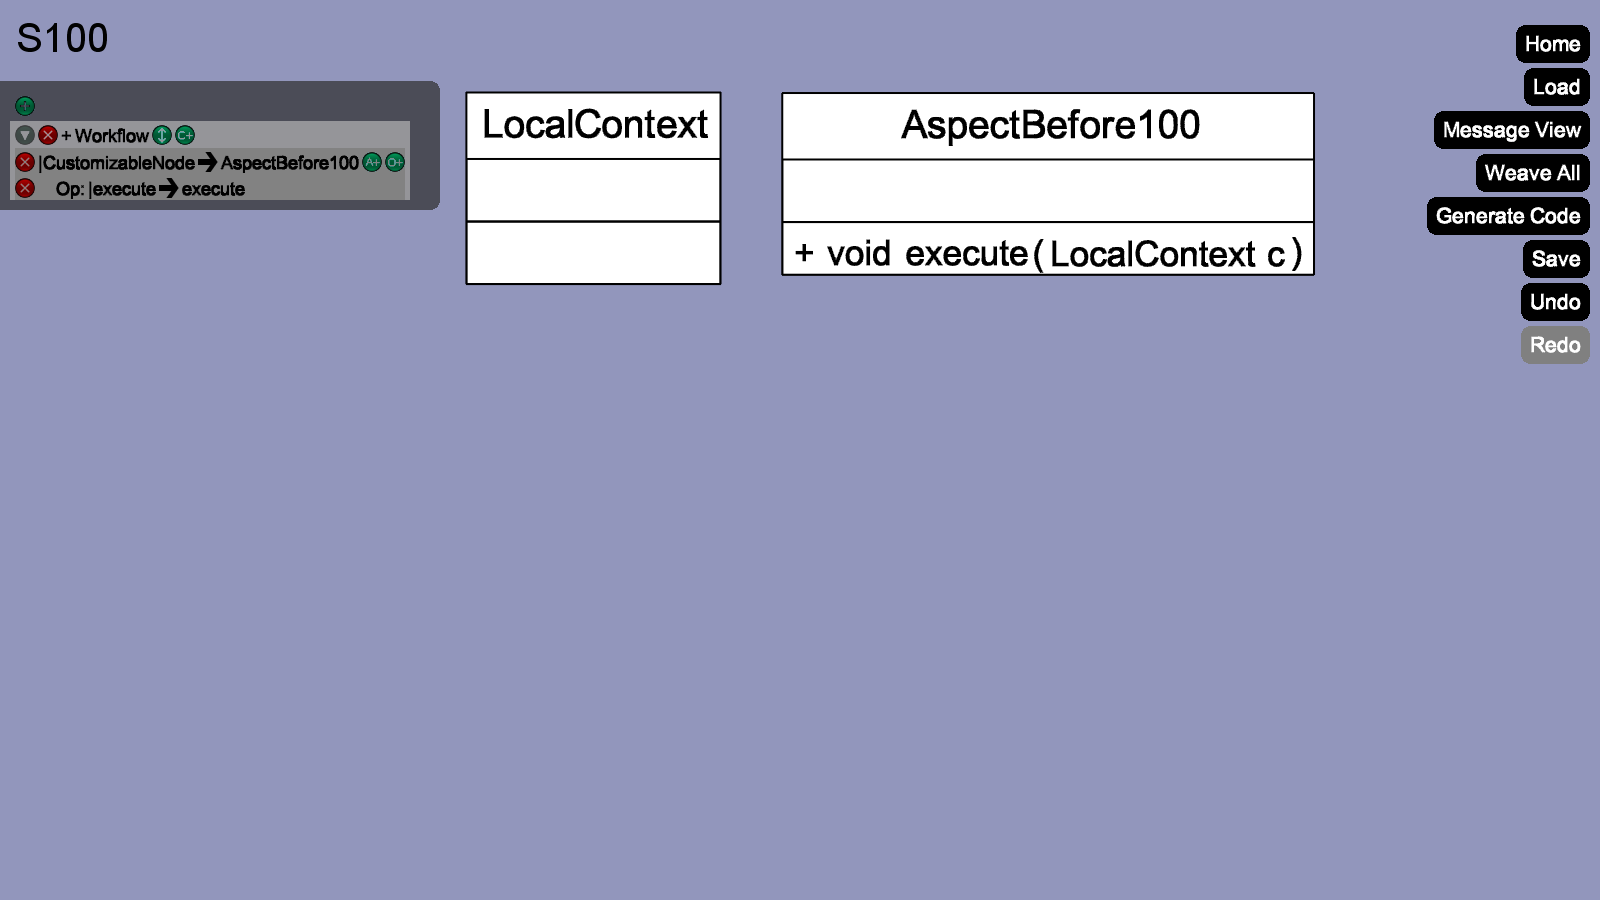 S100
+ Workflow C+
|CustomizableNode AspectBefore100 A+ O+
Op: |execute execute
LocalContext
AspectBefore100
+ void execute(LocalContext c)
Home
Load
Message View
Weave All
Generate Code
Save
Undo
Redo